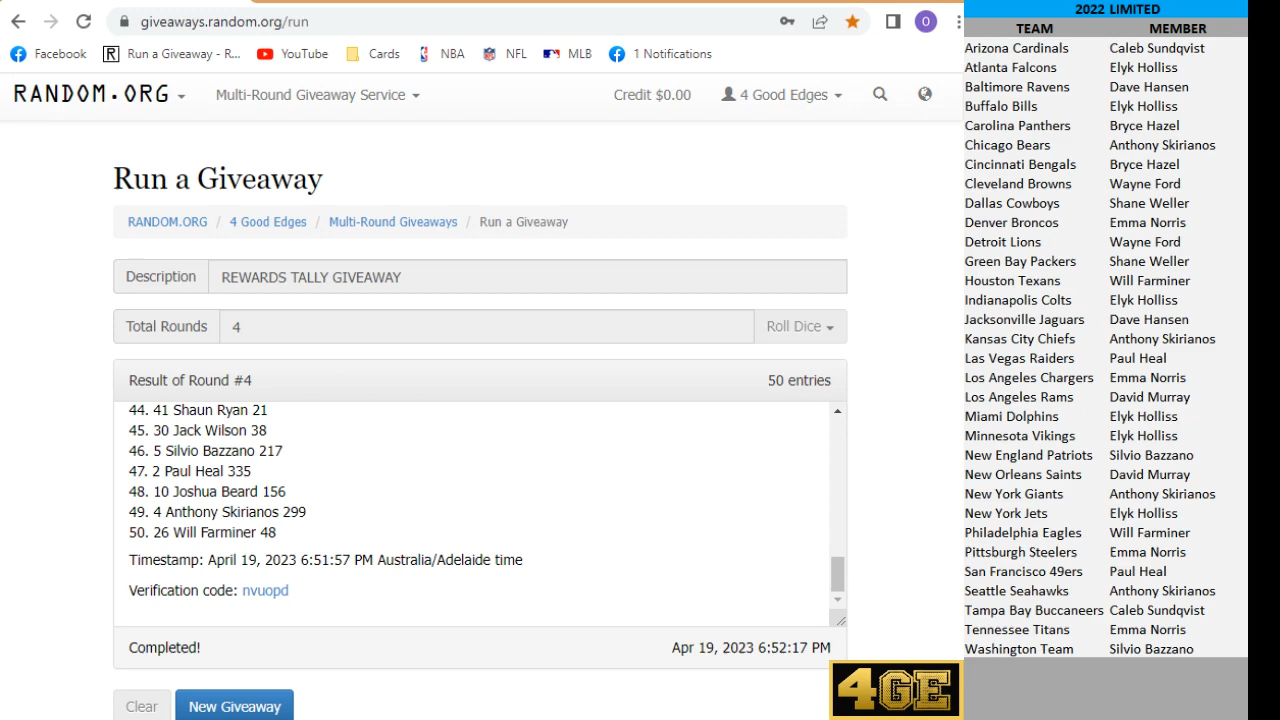 giveaways.random.org/run
O
Facebook
Run a Giveaway - R...
YouTube
Cards
NBA
NFL
MLB
1 Notifications
RANDOM.ORG
Multi-Round Giveaway Service
Credit $0.00
4 Good Edges
Run a Giveaway
RANDOM.ORG / 4 Good Edges / Multi-Round Giveaways / Run a Giveaway
Description REWARDS TALLY GIVEAWAY
Total Rounds 4 Roll Dice
Result of Round #4 50 entries
44. 41 Shaun Ryan 21
45. 30 Jack Wilson 38
46. 5 Silvio Bazzano 217
47. 2 Paul Heal 335
48. 10 Joshua Beard 156
49. 4 Anthony Skirianos 299
50. 26 Will Farminer 48
Timestamp: April 19, 2023 6:51:57 PM Australia/Adelaide time
Verification code: nvuopd
Completed! Apr 19, 2023 6:52:17 PM
Clear New Giveaway
4GE
2022 LIMITED
TEAM MEMBER
Arizona Cardinals Caleb Sundqvist
Atlanta Falcons Elyk Holliss
Baltimore Ravens Dave Hansen
Buffalo Bills Elyk Holliss
Carolina Panthers Bryce Hazel
Chicago Bears Anthony Skirianos
Cincinnati Bengals Bryce Hazel
Cleveland Browns Wayne Ford
Dallas Cowboys Shane Weller
Denver Broncos Emma Norris
Detroit Lions Wayne Ford
Green Bay Packers Shane Weller
Houston Texans Will Farminer
Indianapolis Colts Elyk Holliss
Jacksonville Jaguars Dave Hansen
Kansas City Chiefs Anthony Skirianos
Las Vegas Raiders Paul Heal
Los Angeles Chargers Emma Norris
Los Angeles Rams David Murray
Miami Dolphins Elyk Holliss
Minnesota Vikings Elyk Holliss
New England Patriots Silvio Bazzano
New Orleans Saints David Murray
New York Giants Anthony Skirianos
New York Jets Elyk Holliss
Philadelphia Eagles Will Farminer
Pittsburgh Steelers Emma Norris
San Francisco 49ers Paul Heal
Seattle Seahawks Anthony Skirianos
Tampa Bay Buccaneers Caleb Sundqvist
Tennessee Titans Emma Norris
Washington Team Silvio Bazzano